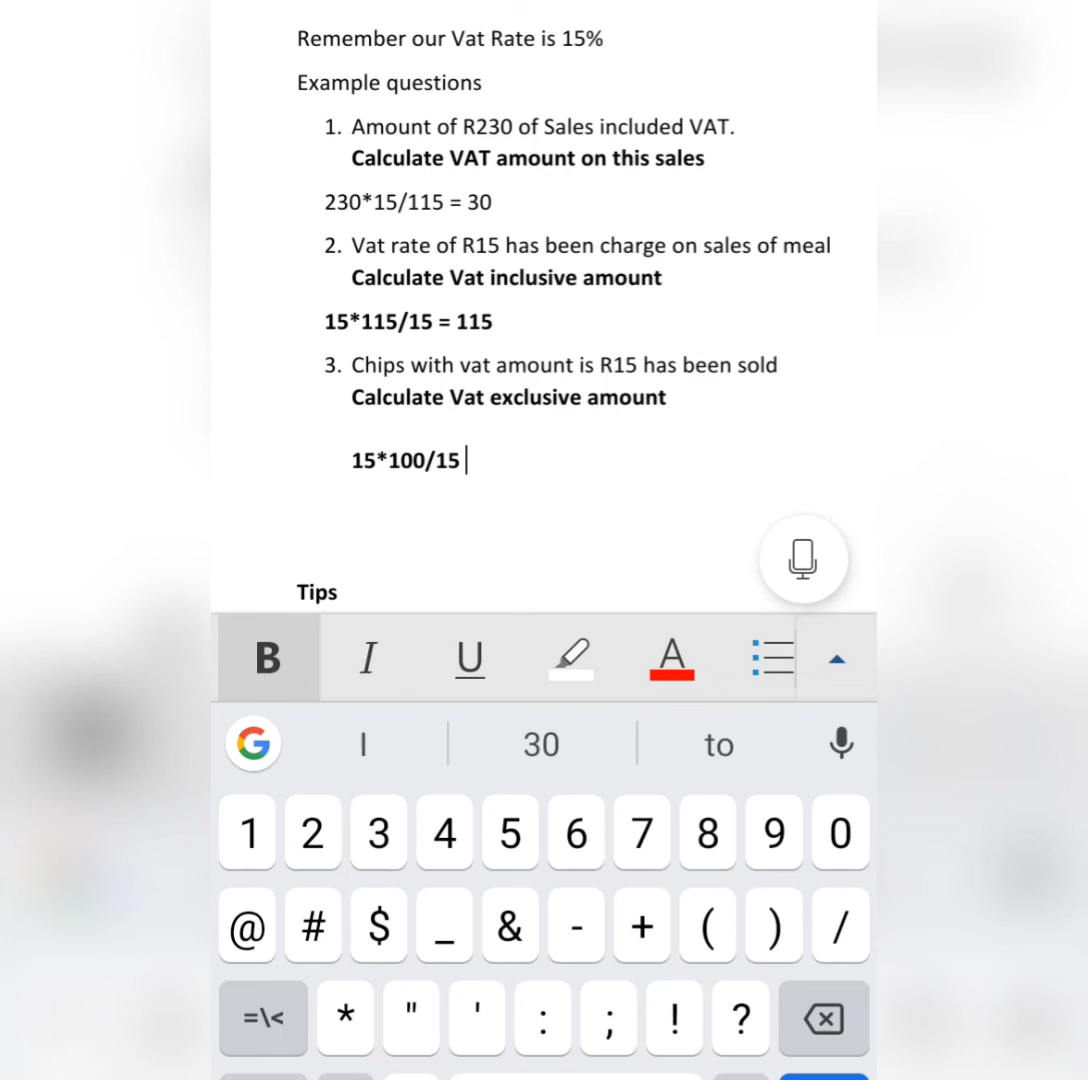 Remember our Vat Rate is 15%
Example questions
1. Amount of R230 of Sales included VAT.
Calculate VAT amount on this sales
230*15/115 = 30
2. Vat rate of R15 has been charge on sales of meal
Calculate Vat inclusive amount
15*115/15 = 115
3. Chips with vat amount is R15 has been sold
Calculate Vat exclusive amount
15*100/15
Tips
B I U A
I 30 to
1 2 3 4 5 6 7 8 9 0
@ # $ _ & - + ( ) /
=\< * " ' : ; ! ?